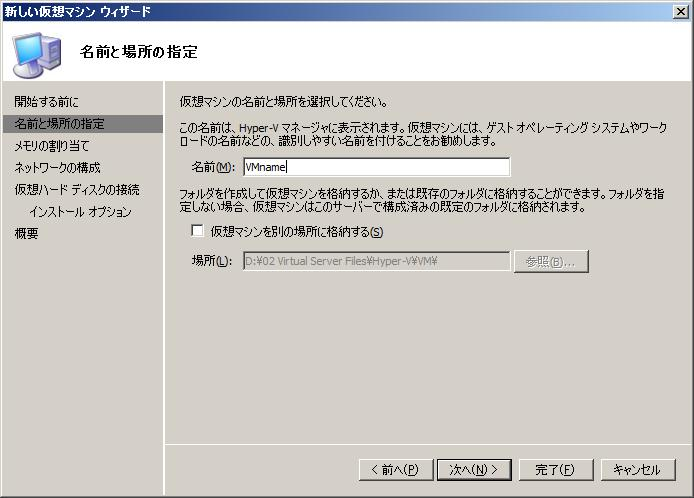 新しい仮想マシン ウィザード
名前と場所の指定
開始する前に
名前と場所の指定
メモリの割り当て
ネットワークの構成
仮想ハード ディスクの接続
インストール オプション
概要
仮想マシンの名前と場所を選択してください。
この名前は、Hyper-V マネージャに表示されます。仮想マシンには、ゲスト オペレーティング システムやワーク
ロードの名前などの、識別しやすい名前を付けることをお勧めします。
名前(M): VMname
フォルダを作成して仮想マシンを格納するか、または既存のフォルダに格納することができます。フォルダを指
定しない場合、仮想マシンはこのサーバーで構成済みの既定のフォルダに格納されます。
仮想マシンを別の場所に格納する(S)
場所(L): D:¥02 Virtual Server Files¥Hyper-V¥VM¥ 参照(B)...
< 前へ(P) 次へ(N) > 完了(F) キャンセル